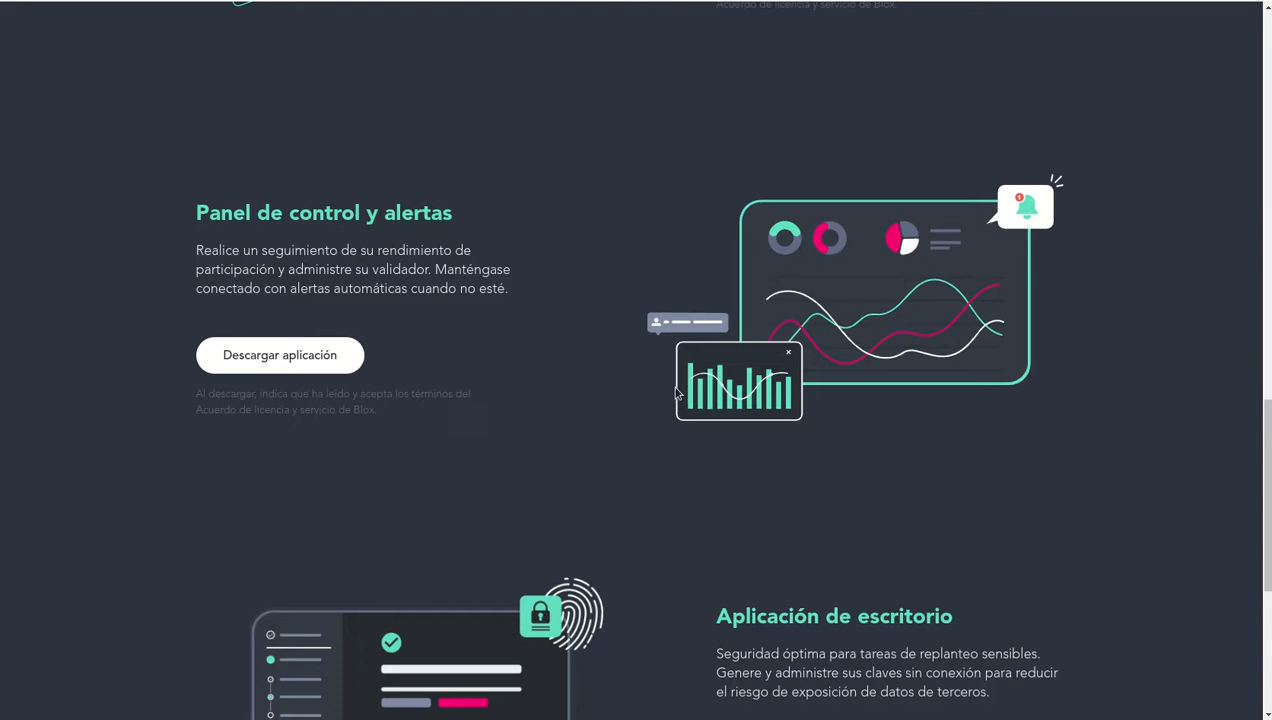 Acuerdo de licencia y servicio de Blox.
Panel de control y alertas
Realice un seguimiento de su rendimiento de
participación y administre su validador. Manténgase
conectado con alertas automáticas cuando no esté.
Descargar aplicación
Al descargar, indica que ha leído y acepta los términos del
Acuerdo de licencia y servicio de Blox.
1
Aplicación de escritorio
Seguridad óptima para tareas de replanteo sensibles.
Genere y administre sus claves sin conexión para reducir
el riesgo de exposición de datos de terceros.